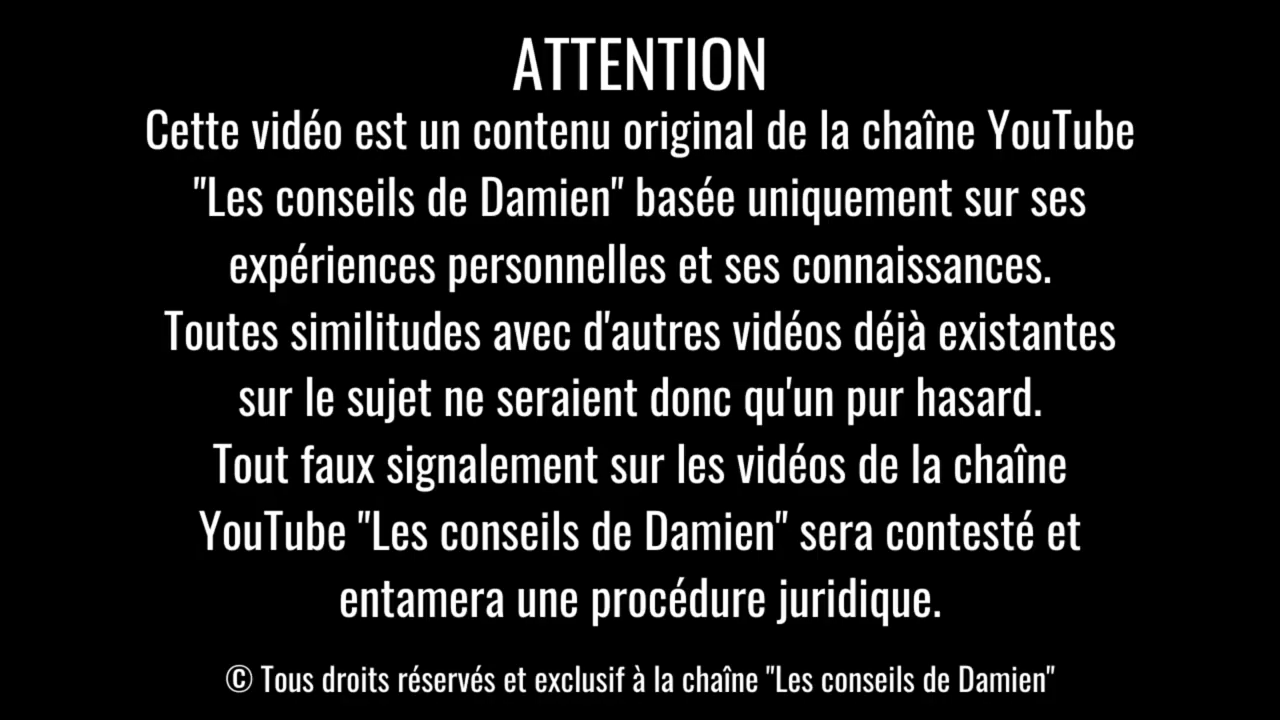 ATTENTION
Cette vidéo est un contenu original de la chaîne YouTube
"Les conseils de Damien" basée uniquement sur ses
expériences personnelles et ses connaissances.
Toutes similitudes avec d'autres vidéos déjà existantes
sur le sujet ne seraient donc qu'un pur hasard.
Tout faux signalement sur les vidéos de la chaîne
YouTube "Les conseils de Damien" sera contesté et
entamera une procédure juridique.
© Tous droits réservés et exclusif à la chaîne "Les conseils de Damien"